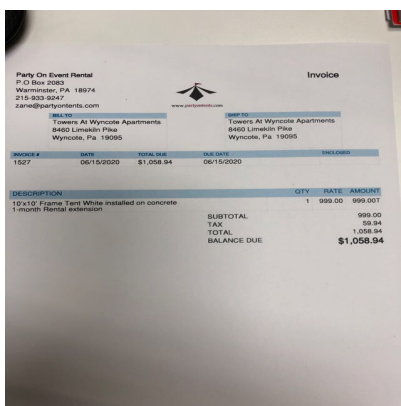 Party On Event Rental
P.O Box 2083
Warminster, PA 18974
215-933-9247
zane@partyontents.com
Invoice
www.partyontents.com
BILL TO
Towers At Wyncote Apartments
8460 Limekiln Pike
Wyncote, Pa 19095
SHIP TO
Towers At Wyncote Apartments
8460 Limekiln Pike
Wyncote, Pa 19095
INVOICE # DATE TOTAL DUE DUE DATE ENCLOSED
1527 06/15/2020 $1,058.94 06/15/2020
DESCRIPTION QTY RATE AMOUNT
10'x10' Frame Tent White installed on concrete 1 999.00 999.00T
1-month Rental extension
SUBTOTAL 999.00
TAX 59.94
TOTAL 1,058.94
BALANCE DUE $1,058.94